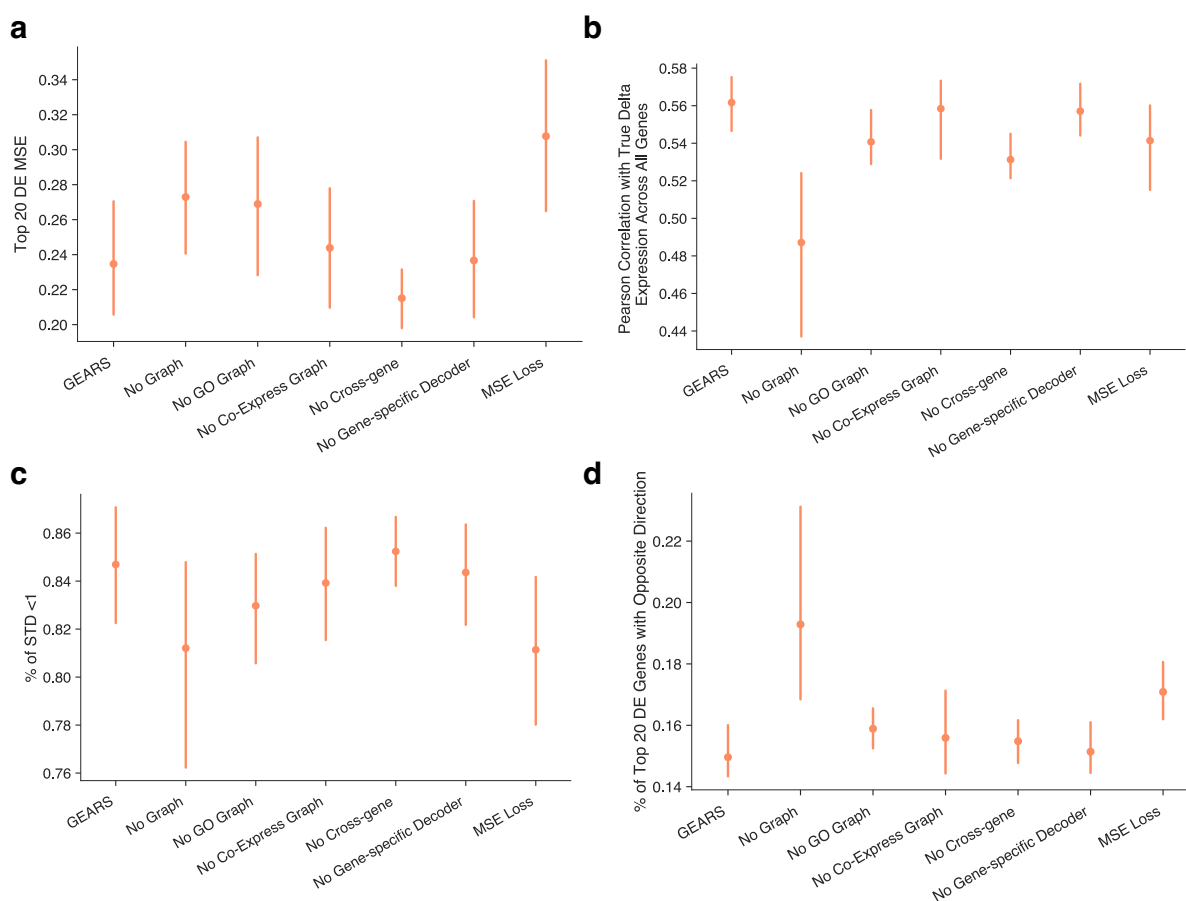 a
Top 20 DE MSE
0.34
0.32
0.30
0.28
0.26
0.24
0.22
0.20
GEARS
No Graph
No GO Graph
No Co-Express Graph
No Cross-gene
No Gene-specific Decoder
MSE Loss
b
Pearson Correlation with True Delta
Expression Across All Genes
0.58
0.56
0.54
0.52
0.50
0.48
0.46
0.44
GEARS
No Graph
No GO Graph
No Co-Express Graph
No Cross-gene
No Gene-specific Decoder
MSE Loss
c
% of STD <1
0.86
0.84
0.82
0.80
0.78
0.76
GEARS
No Graph
No GO Graph
No Co-Express Graph
No Cross-gene
No Gene-specific Decoder
MSE Loss
d
% of Top 20 DE Genes with Opposite Direction
0.22
0.20
0.18
0.16
0.14
GEARS
No Graph
No GO Graph
No Co-Express Graph
No Cross-gene
No Gene-specific Decoder
MSE Loss